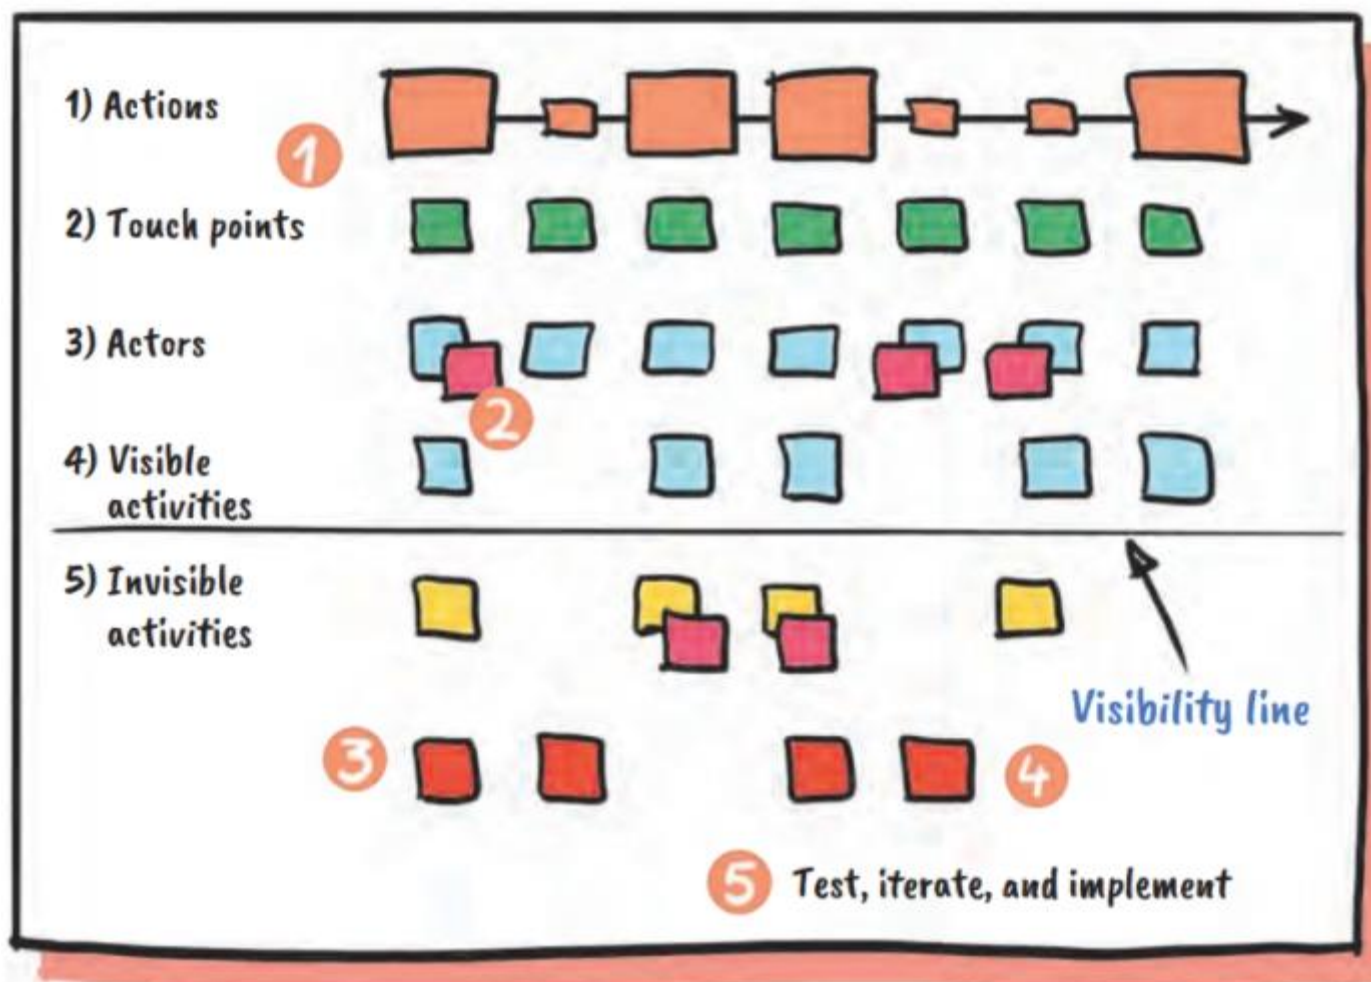 1) Actions
1
2) Touch points
3) Actors
2
4) Visible
activities
5) Invisible
activities
Visibility line
3
4
5 Test, iterate, and implement